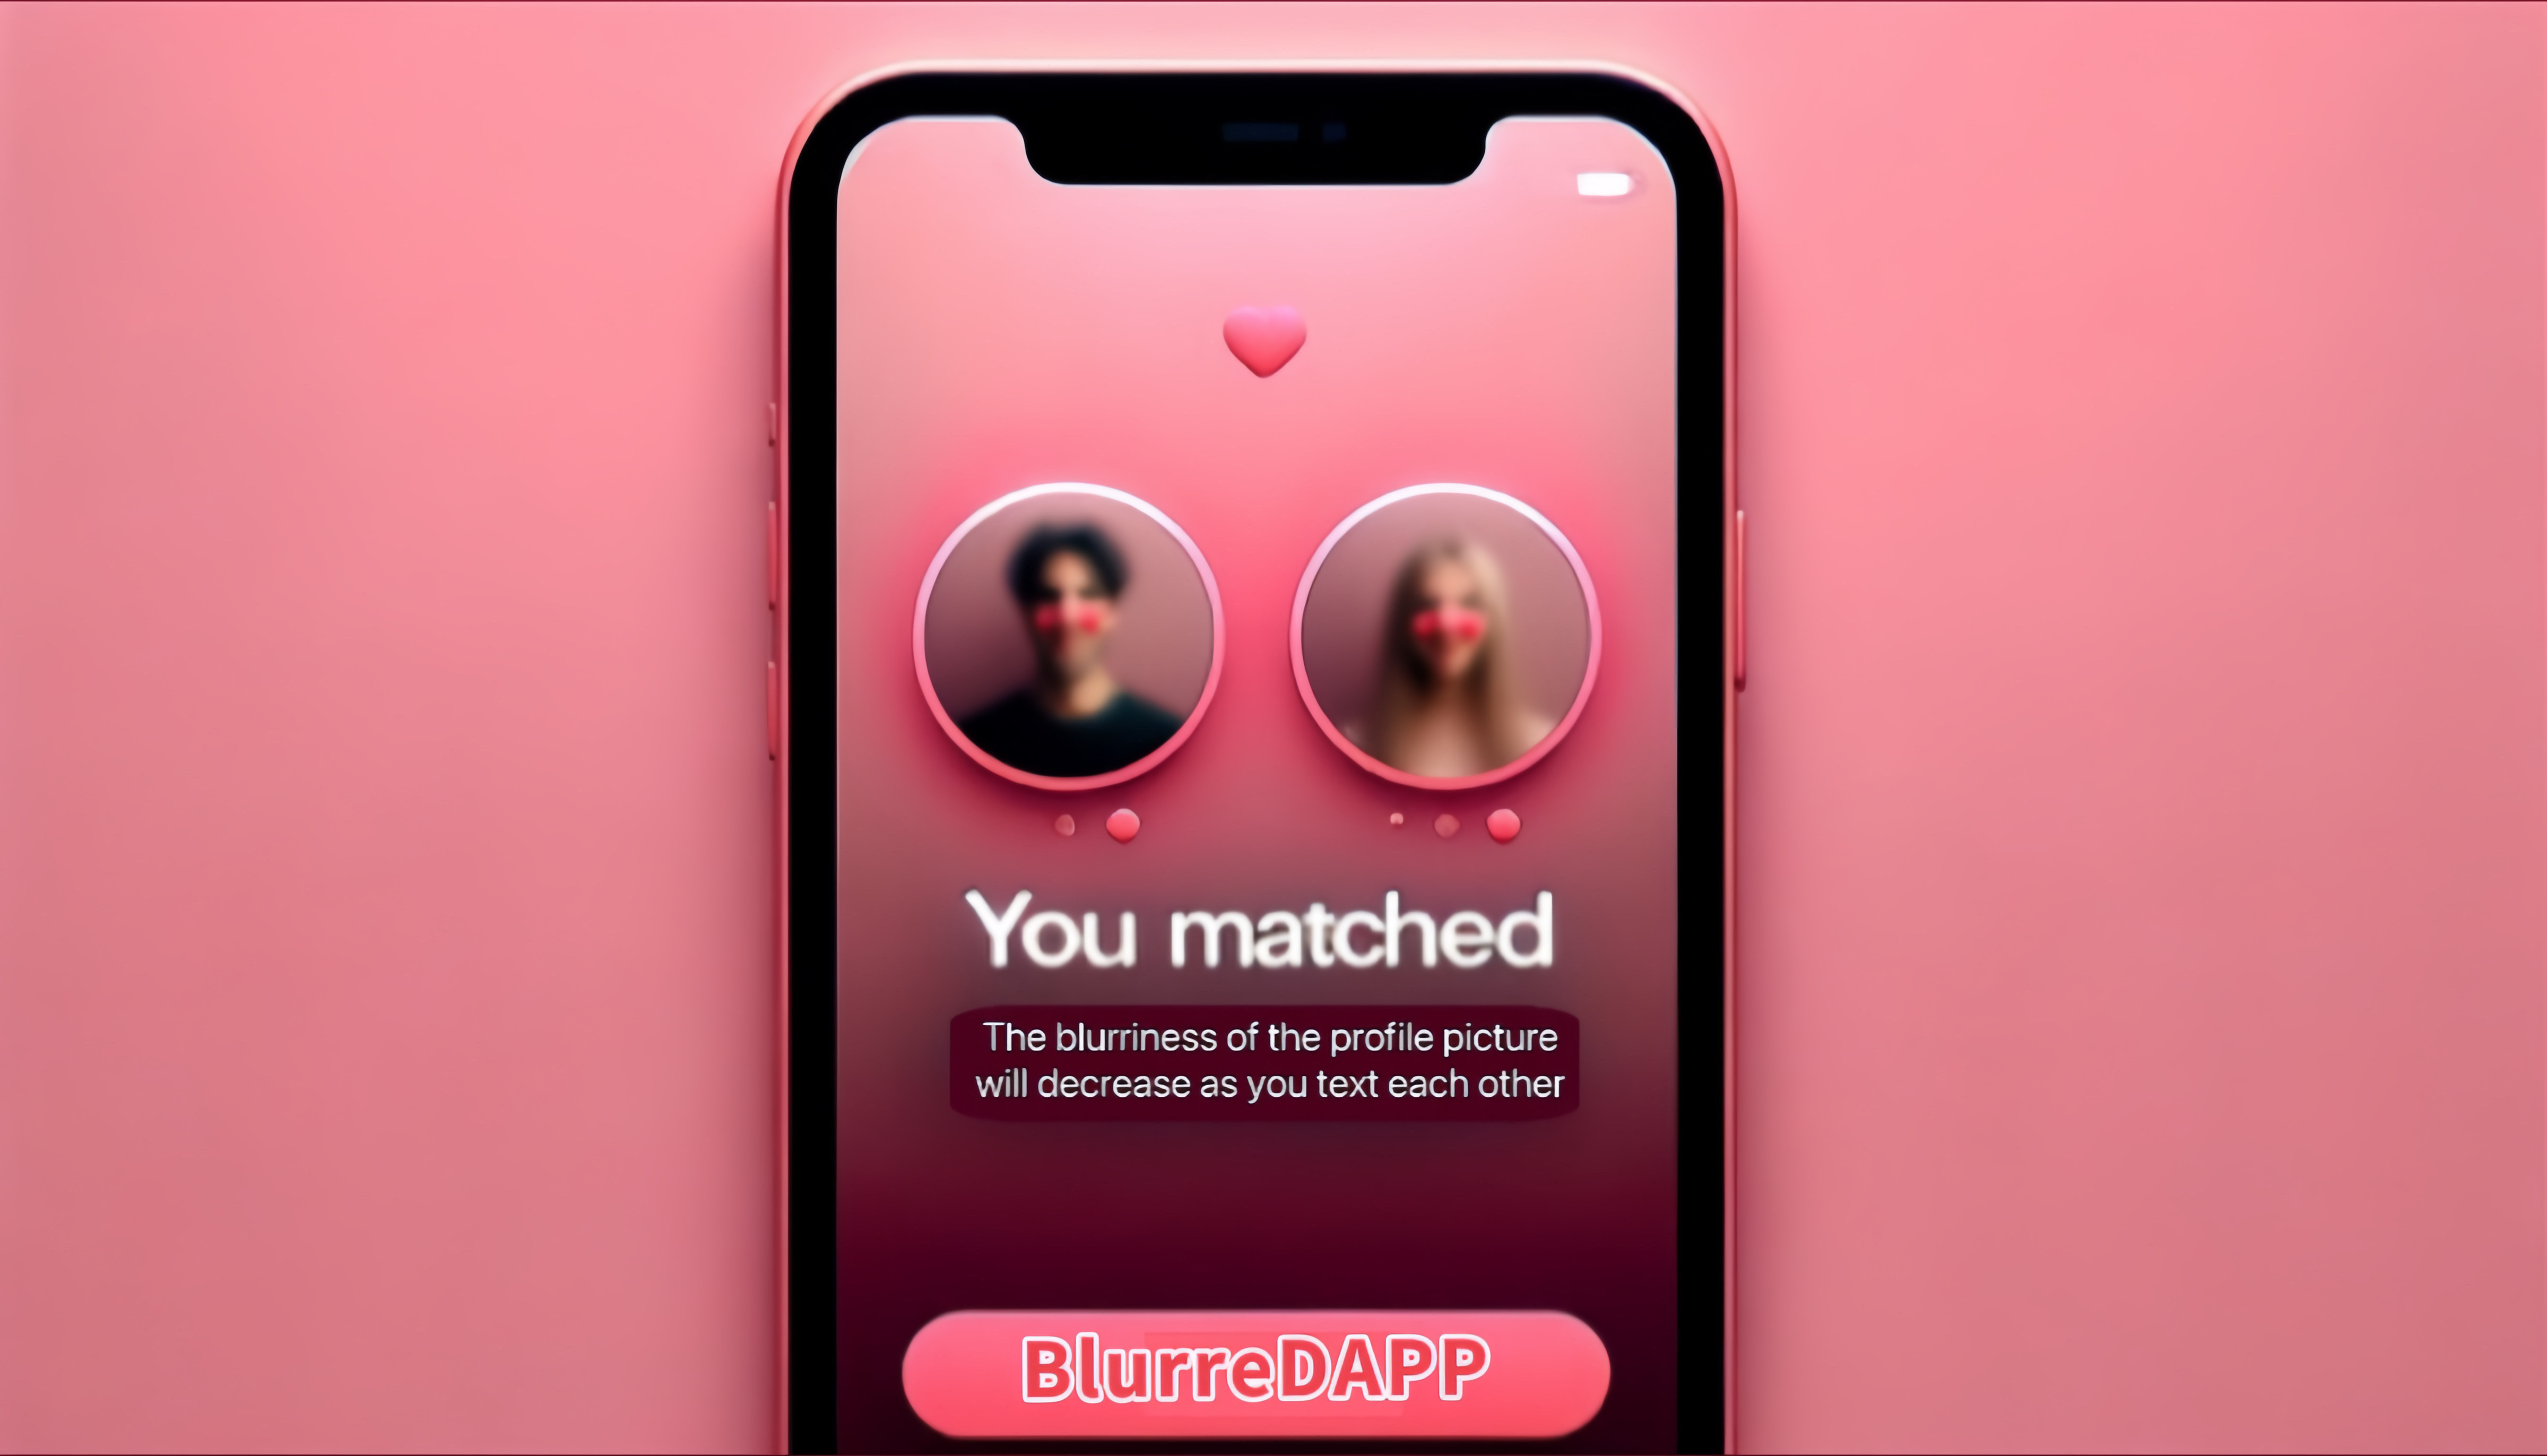 You matched
The blurriness of the profile picture
will decrease as you text each other
BlurreDAPP